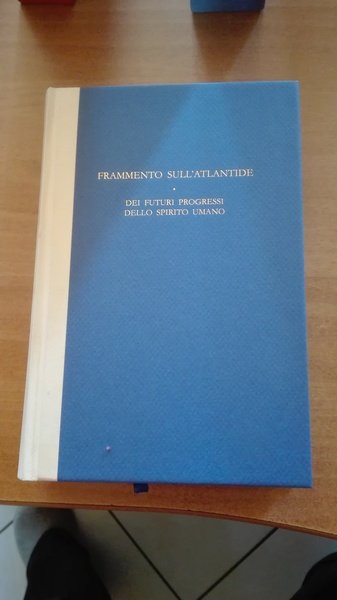 FRAMMENTO SULL'ATLANTIDE
DEI FUTURI PROGRESSI
DELLO SPIRITO UMANO